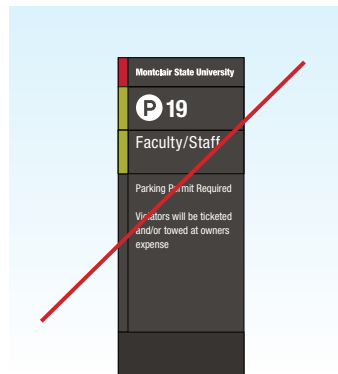 Montclair State University
P 19
Faculty/Staff
Parking Permit Required
Violators will be ticketed
and/or towed at owners
expense